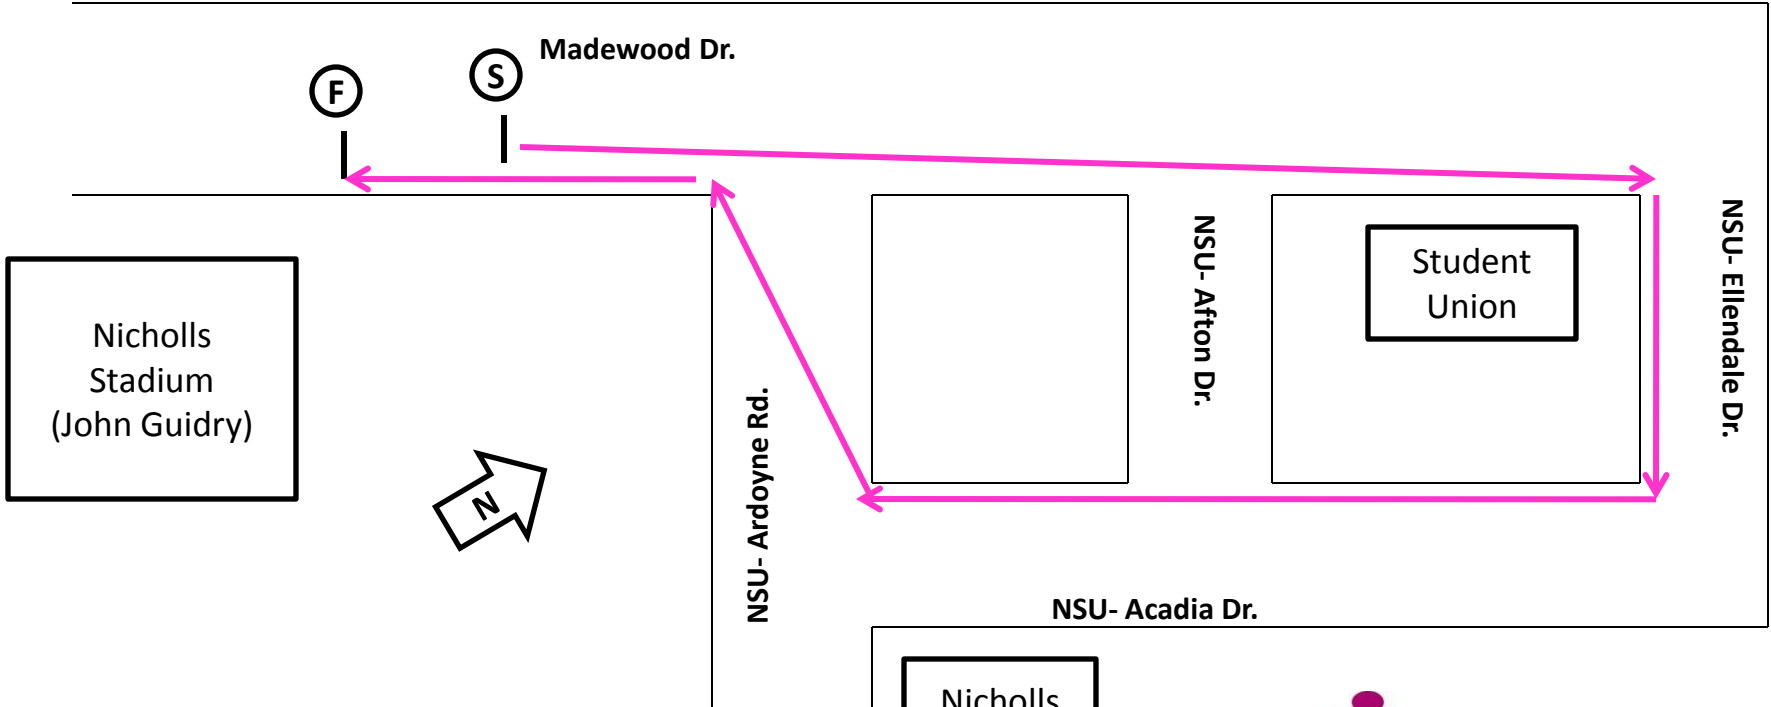 Madewood Dr.
F
S
Nicholls
Stadium
(John Guidry)
N
NSU- Ardoyne Rd.
NSU- Afton Dr.
Student
Union
NSU- Ellendale Dr.
NSU- Acadia Dr.
Nicholls